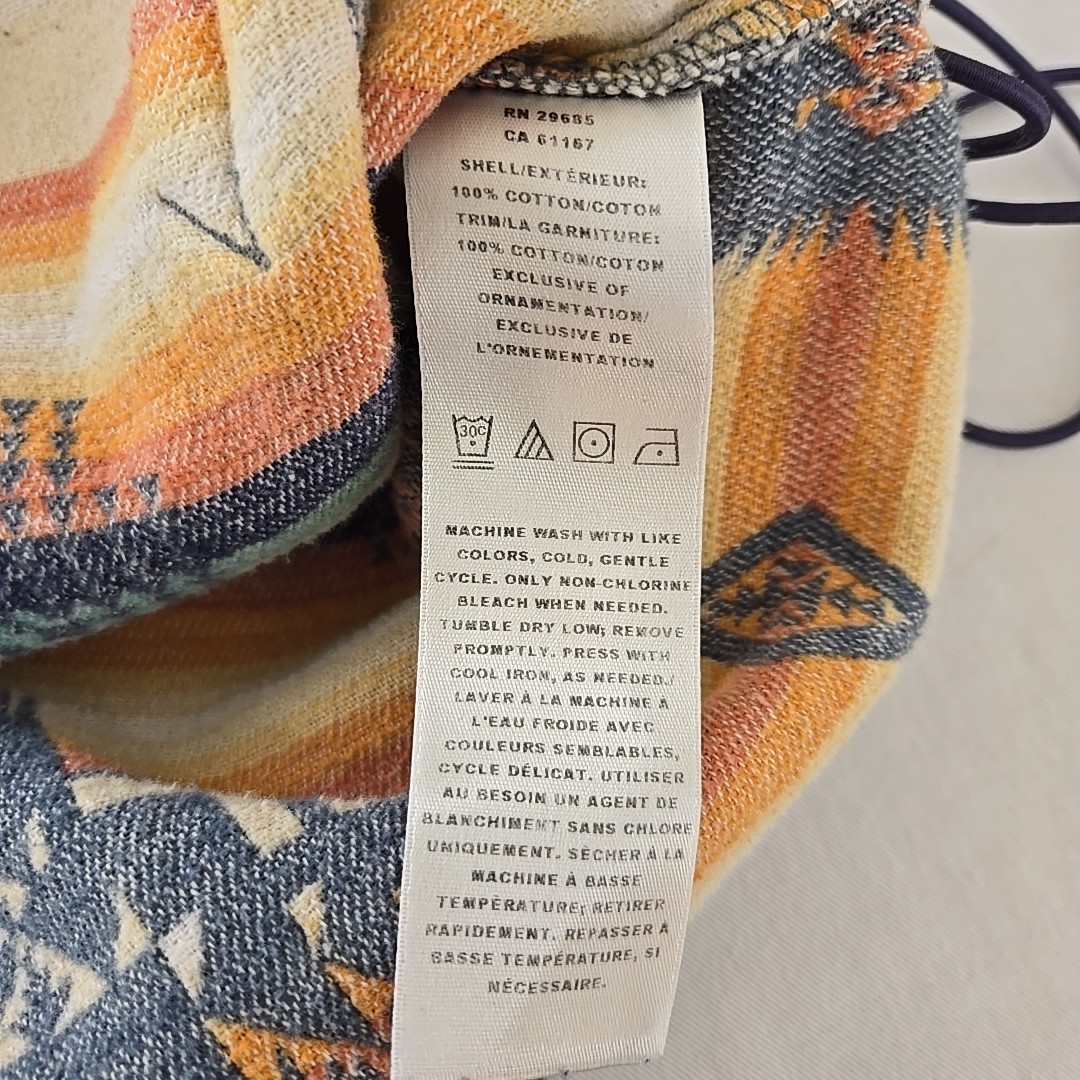 RN 29685
CA 61167
SHELL/EXTÉRIEUR:
100% COTTON/COTON
TRIM/LA GARNITURE:
100% COTTON/COTON
EXCLUSIVE OF
ORNAMENTATION/
EXCLUSIVE DE
L'ORNEMENTATION
30C
MACHINE WASH WITH LIKE
COLORS, COLD, GENTLE
CYCLE. ONLY NON-CHLORINE
BLEACH WHEN NEEDED.
TUMBLE DRY LOW; REMOVE
PROMPTLY. PRESS WITH
COOL IRON, AS NEEDED./
LAVER À LA MACHINE À
L'EAU FROIDE AVEC
COULEURS SEMBLABLES,
CYCLE DÉLICAT. UTILISER
AU BESOIN UN AGENT DE
BLANCHIMENT SANS CHLORE
UNIQUEMENT. SÉCHER À LA
MACHINE À BASSE
TEMPÉRATURE; RETIRER
RAPIDEMENT. REPASSER À
BASSE TEMPÉRATURE, SI
NÉCESSAIRE.